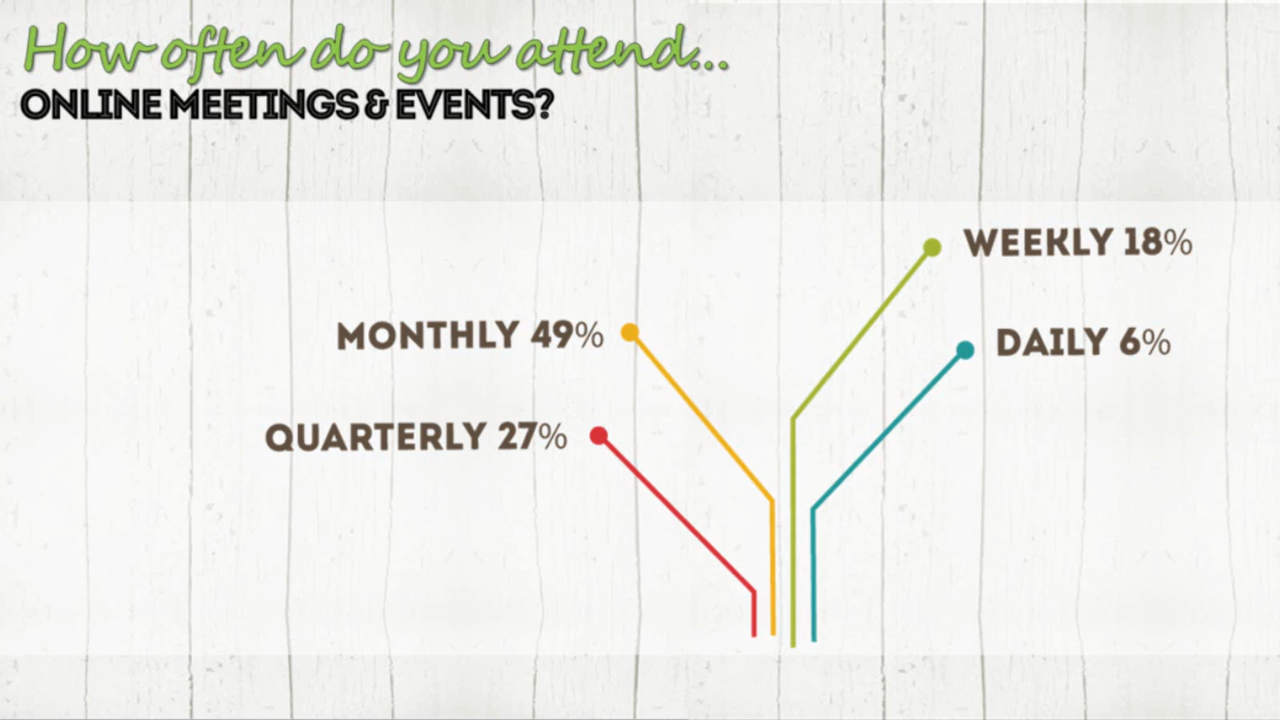 How often do you attend...
ONLINE MEETINGS & EVENTS?
WEEKLY 18%
MONTHLY 49%
DAILY 6%
QUARTERLY 27%